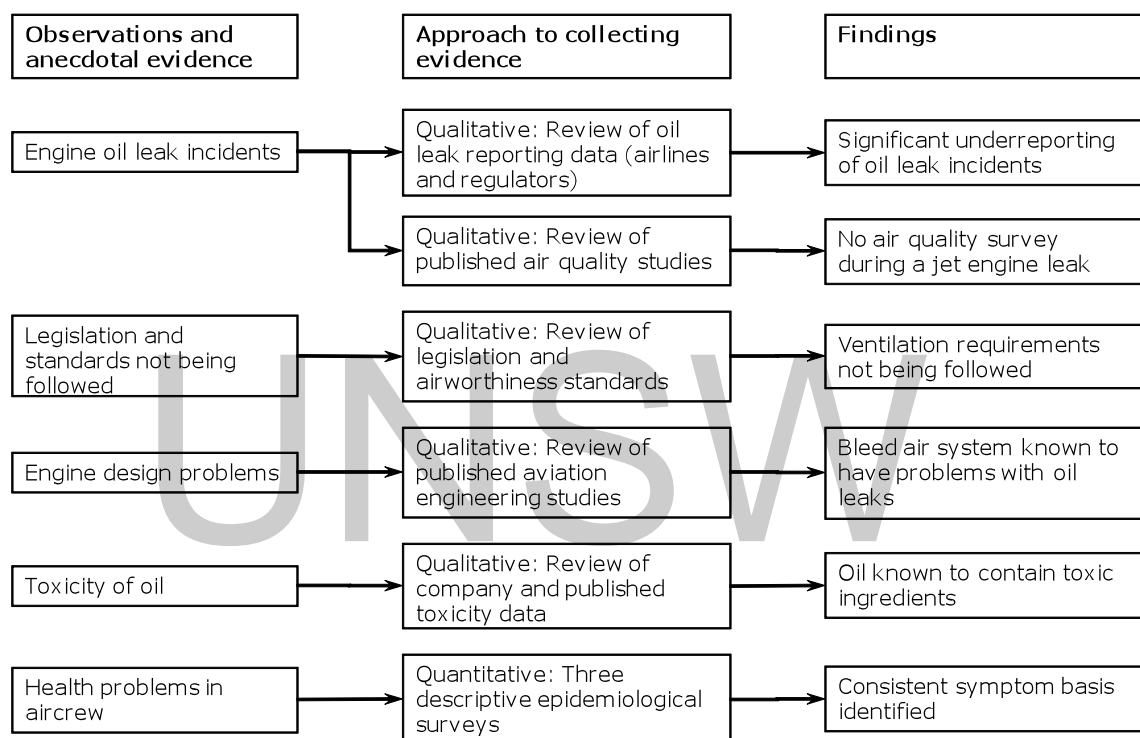 Observations and
anecdotal evidence
Approach to collecting
evidence
Findings
Engine oil leak incidents
Qualitative: Review of oil
leak reporting data (airlines
and regulators)
Significant underreporting
of oil leak incidents
Qualitative: Review of
published air quality studies
No air quality survey
during a jet engine leak
Legislation and
standards not being
followed
Qualitative: Review of
legislation and
airworthiness standards
Ventilation requirements
not being followed
Engine design problems
Qualitative: Review of
published aviation
engineering studies
Bleed air system known to
have problems with oil
leaks
Toxicity of oil
Qualitative: Review of
company and published
toxicity data
Oil known to contain toxic
ingredients
Health problems in
aircrew
Quantitative: Three
descriptive epidemiological
surveys
Consistent symptom basis
identified
UNSW